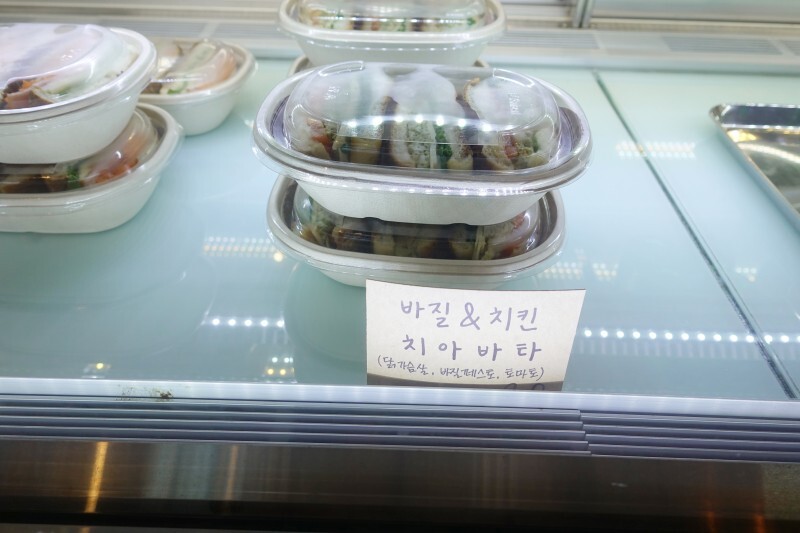 바질 & 치킨
치아바타
(닭가슴살, 바질페스토, 토마토)